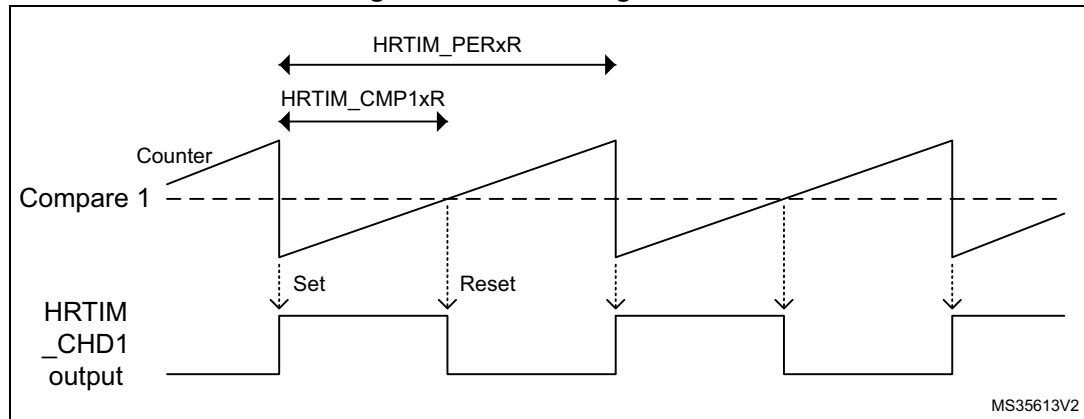 HRTIM_PERxR
HRTIM_CMP1xR
Counter
Compare 1
Set
Reset
HRTIM
_CHD1
output
MS35613V2